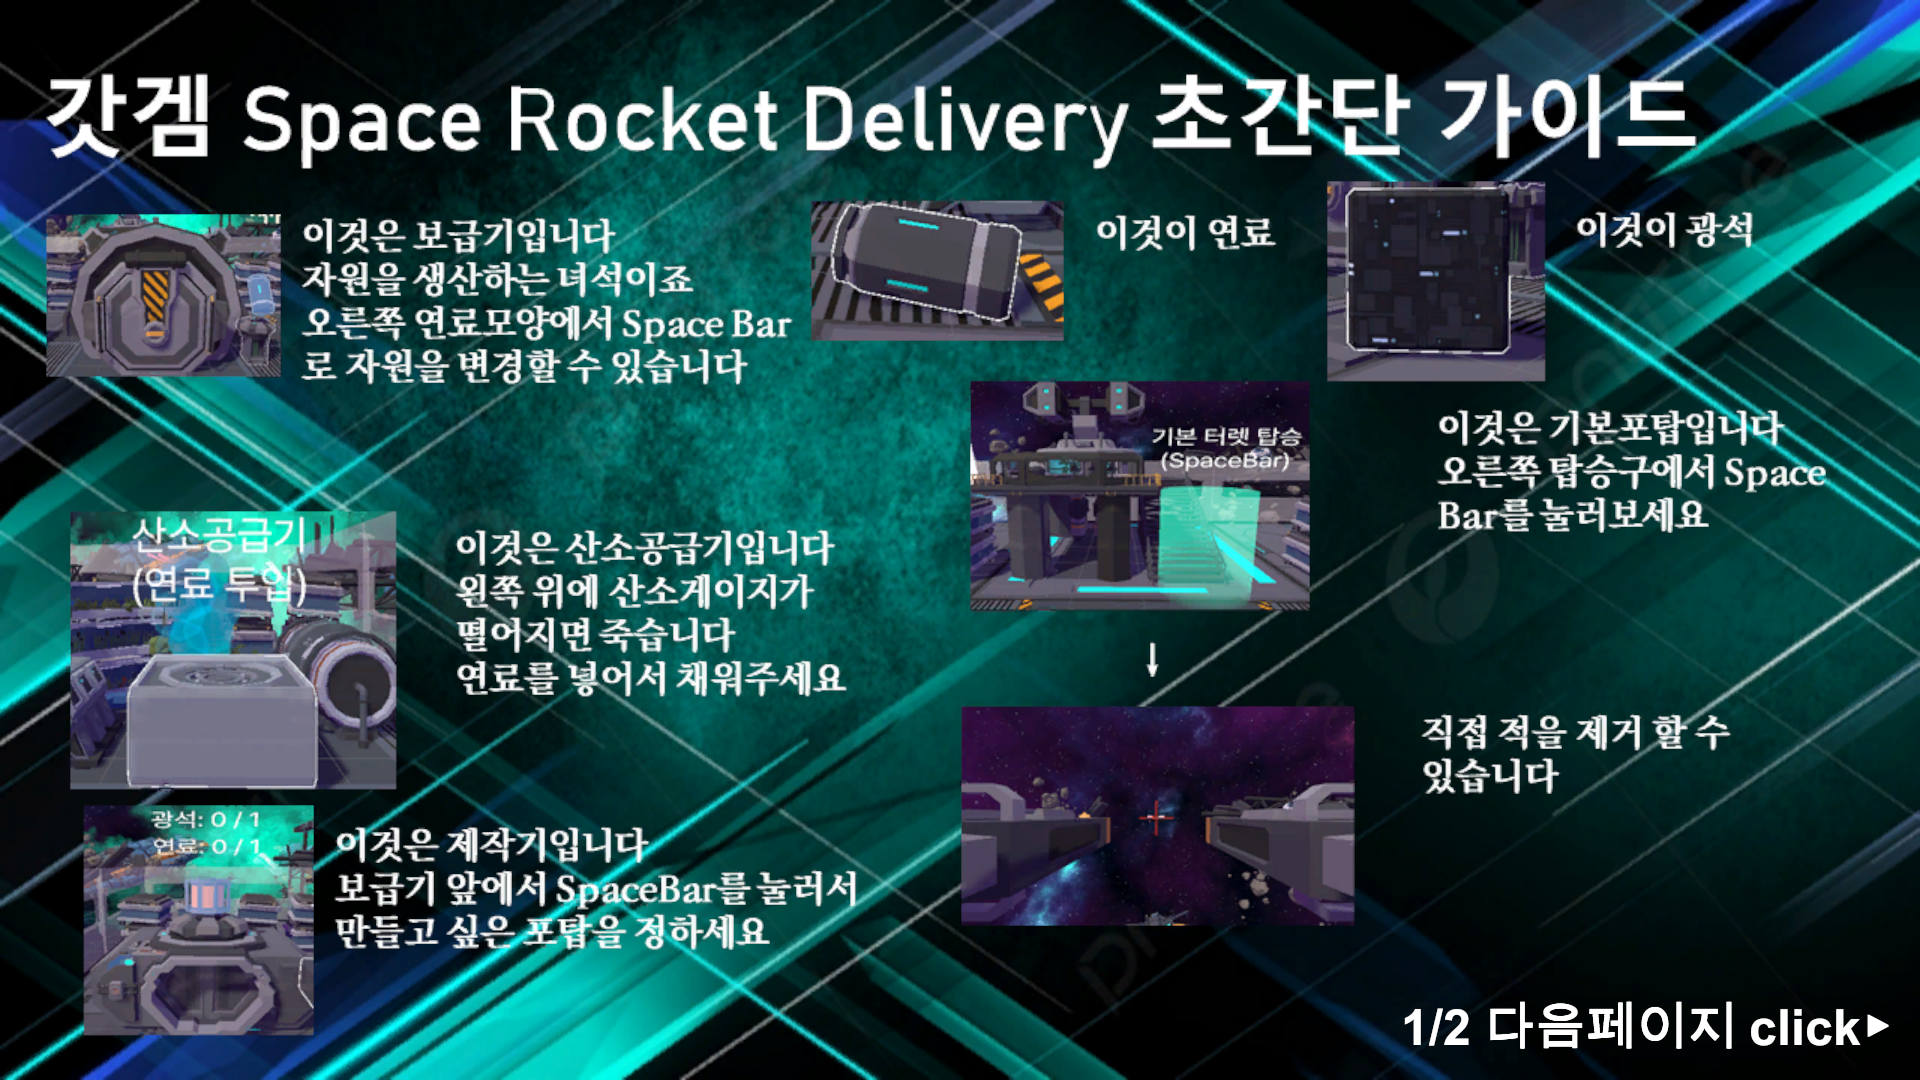 갓겜 Space Rocket Delivery 초간단 가이드
이것은 보급기입니다
자원을 생산하는 녀석이죠
오른쪽 연료모양에서 Space Bar
로 자원을 변경할 수 있습니다
이것이 연료
이것이 광석
기본 터렛 탑승
(SpaceBar)
이것은 기본포탑입니다
오른쪽 탑승구에서 Space
Bar를 눌러보세요
산소공급기
(연료 투입)
이것은 산소공급기입니다
왼쪽 위에 산소게이지가
떨어지면 죽습니다
연료를 넣어서 채워주세요
↓
직접 적을 제거 할 수
있습니다
광석: 0 / 1
연료: 0 / 1
이것은 제작기입니다
보급기 앞에서 SpaceBar를 눌러서
만들고 싶은 포탑을 정하세요
1/2 다음페이지 click▶